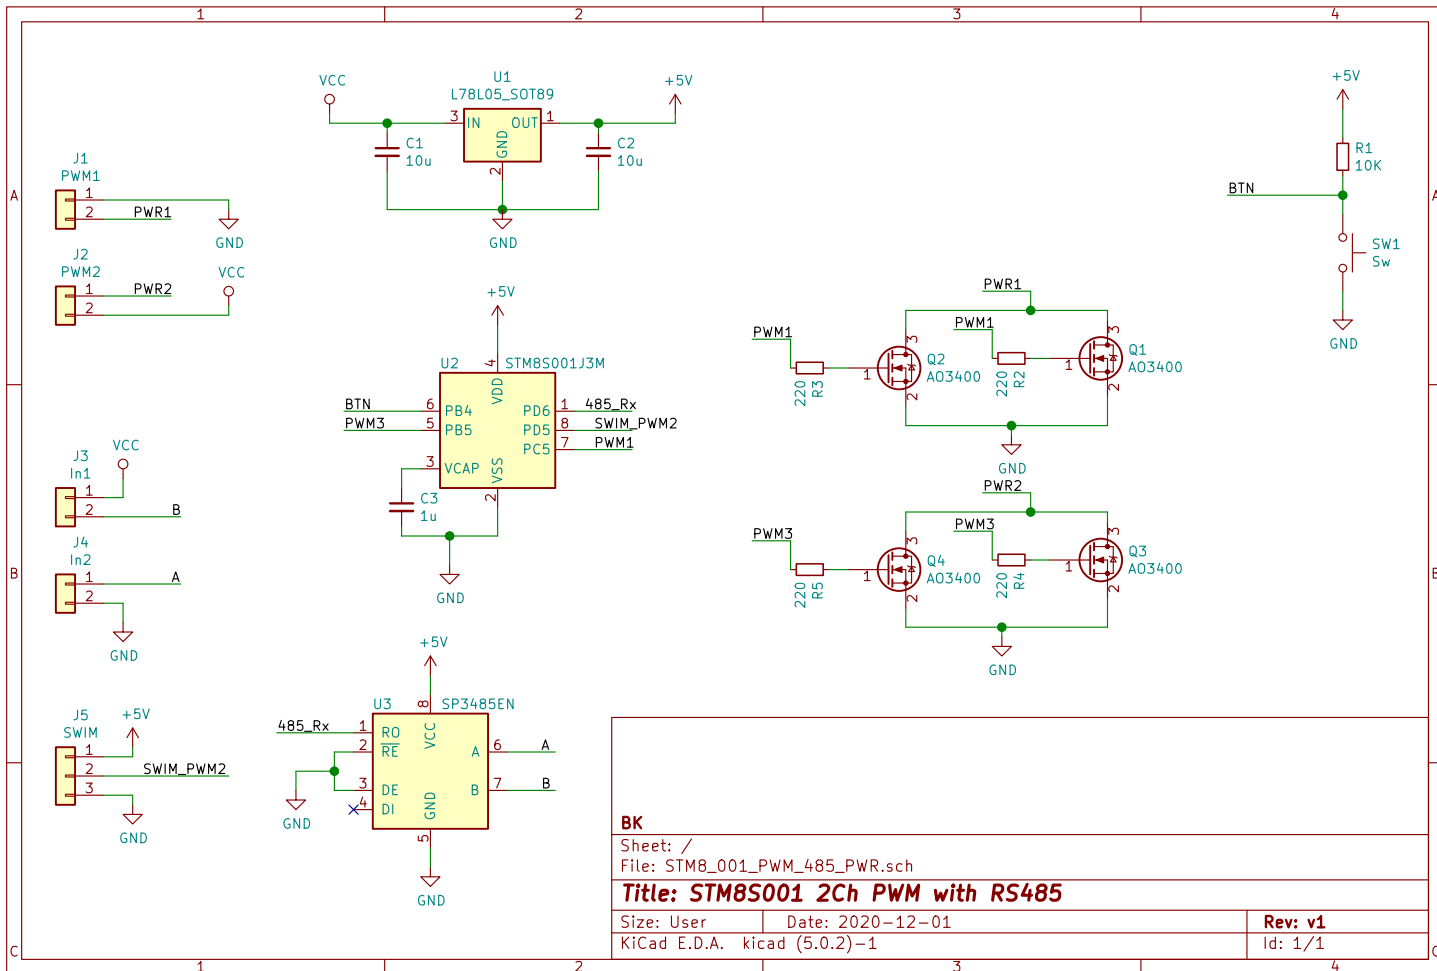 1 2 3 4
VCC
U1
L78L05_SOT89
+5V
3 IN OUT 1
GND
2
C1
10u
C2
10u
GND
+5V
R1
10K
BTN
SW1
Sw
GND
A A
J1
PWM1
1
2 PWR1
GND
J2
PWM2
1 PWR2
2
VCC
+5V
U2 STM8S001J3M
4
VDD
BTN 6 PB4 PD6 1 485_Rx
PWM3 5 PB5 PD5 8 SWIM_PWM2
PC5 7 PWM1
3 VCAP
VSS
2
C3
1u
GND
PWR1
PWM1 PWM1
3 3
Q2
AO3400
Q1
AO3400
1 1
2 2
220
R3
220
R2
GND
PWR2
PWM3 PWM3
3 3
Q4
AO3400
Q3
AO3400
1 1
2 2
220
R5
220
R4
GND
J3
In1
VCC
1
2 B
J4
In2
1 A
2
GND
B B
J5
SWIM
+5V
1
2 SWIM_PWM2
3
GND
+5V
U3 SP3485EN
8
VCC
485_Rx 1 RO
2 RE A 6 A
3 DE B 7 B
4 DI
GND
5
GND
GND
BK
Sheet: /
File: STM8_001_PWM_485_PWR.sch
Title: STM8S001 2Ch PWM with RS485
Size: User Date: 2020-12-01 Rev: v1
KiCad E.D.A. kicad (5.0.2)-1 Id: 1/1
C C
1 2 3 4